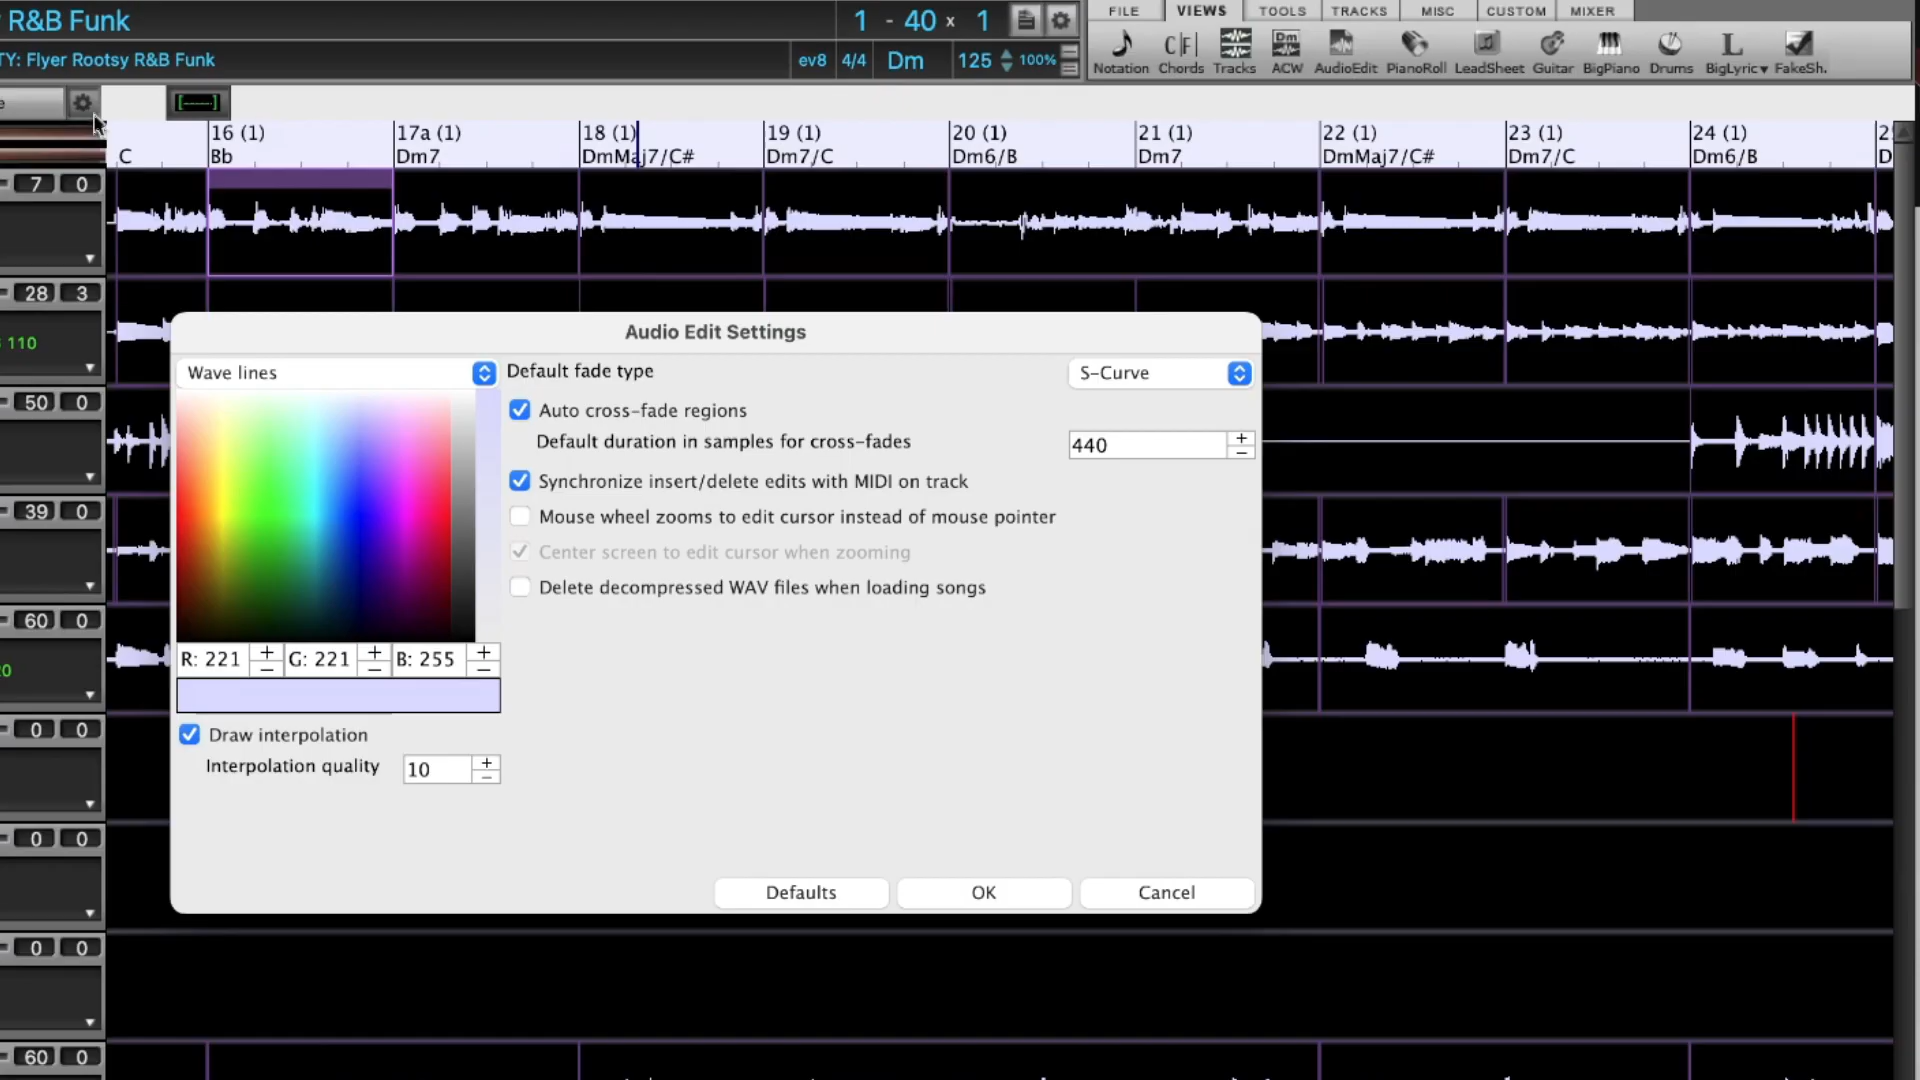 R&B Funk
1 - 40 x 1
TY: Flyer Rootsy R&B Funk
ev8 4/4 Dm 125 100%
FILE VIEWS TOOLS TRACKS MISC CUSTOM MIXER
Notation Chords Tracks ACW AudioEdit PianoRoll LeadSheet Guitar BigPiano Drums BigLyric FakeSh.
16 (1) 17a (1) 18 (1) 19 (1) 20 (1) 21 (1) 22 (1) 23 (1) 24 (1)
C Bb Dm7 DmMaj7/C# Dm7/C Dm6/B Dm7 DmMaj7/C# Dm7/C Dm6/B D
7 0
28 3
110
50 0
39 0
60 0
0 0
0 0
0 0
60 0
Audio Edit Settings
Wave lines
Default fade type
S-Curve
Auto cross-fade regions
Default duration in samples for cross-fades
440
Synchronize insert/delete edits with MIDI on track
Mouse wheel zooms to edit cursor instead of mouse pointer
Center screen to edit cursor when zooming
Delete decompressed WAV files when loading songs
R: 221 G: 221 B: 255
Draw interpolation
Interpolation quality
10
Defaults
OK
Cancel